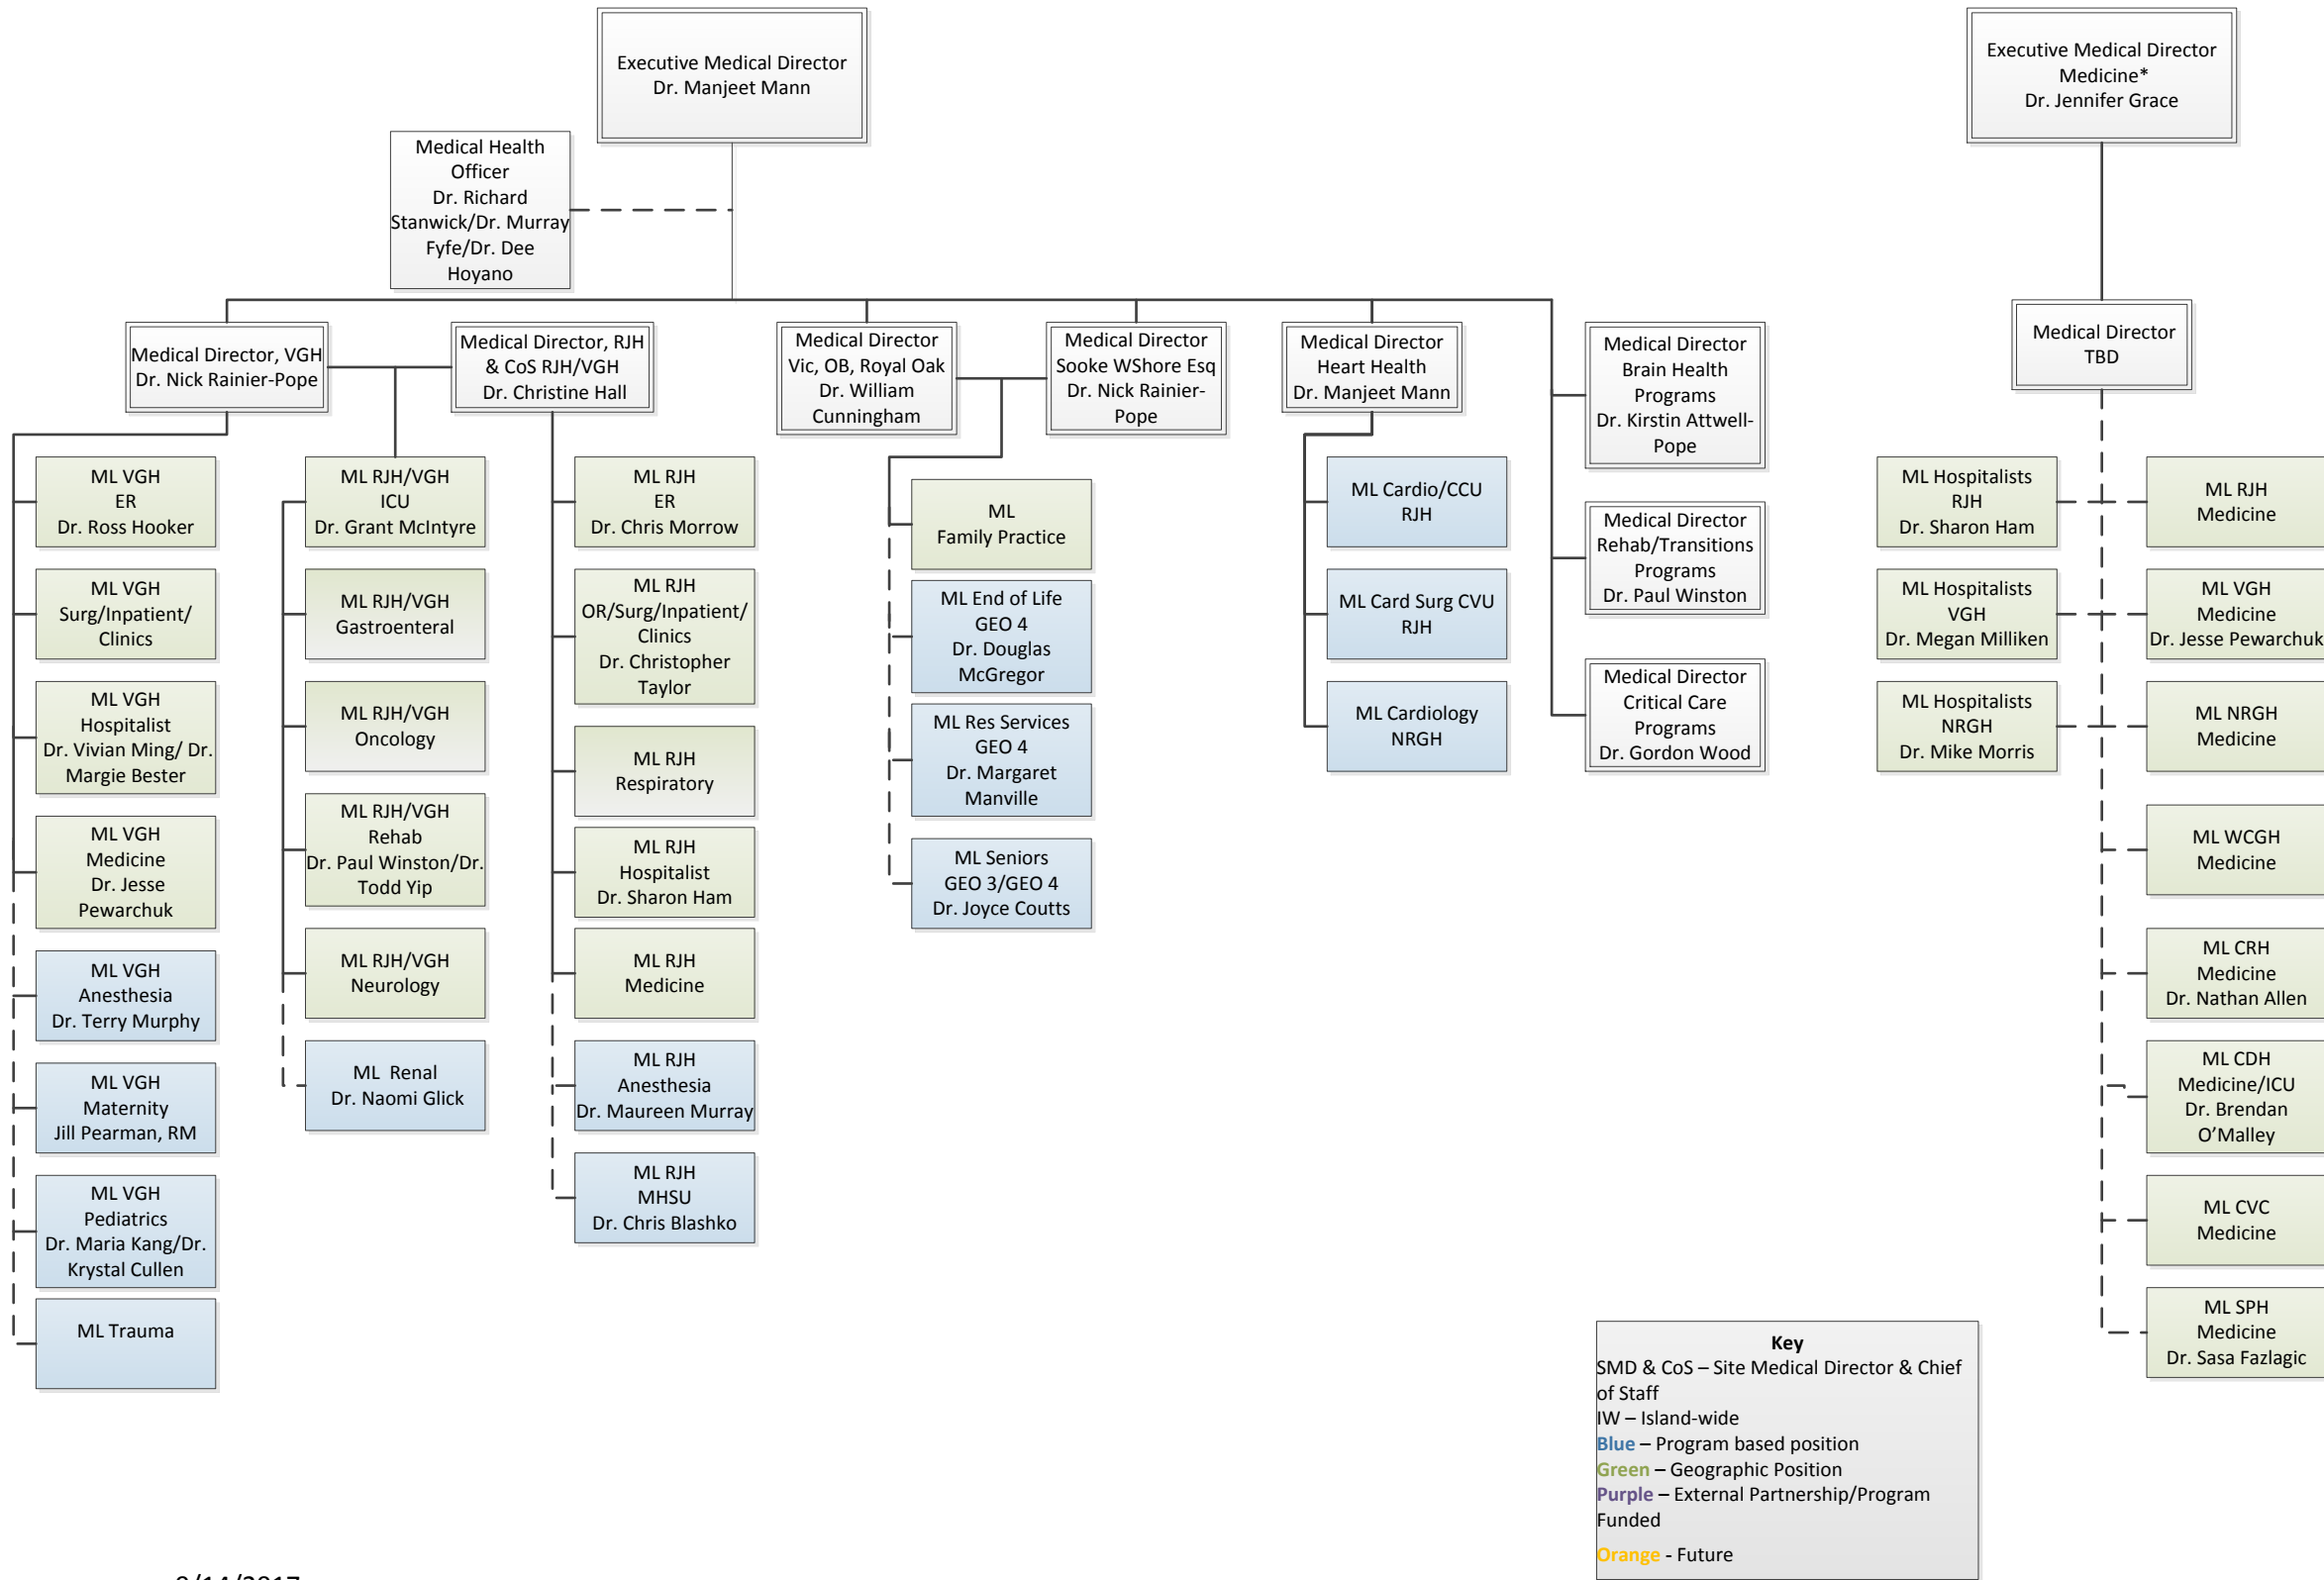 Executive Medical Director
Dr. Manjeet Mann
Executive Medical Director
Medicine*
Dr. Jennifer Grace
Medical Health
Officer
Dr. Richard
Stanwick/Dr. Murray
Fyfe/Dr. Dee
Hoyano
Medical Director, VGH
Dr. Nick Rainier-Pope
Medical Director, RJH
& CoS RJH/VGH
Dr. Christine Hall
Medical Director
Vic, OB, Royal Oak
Dr. William
Cunningham
Medical Director
Sooke WShore Esq
Dr. Nick Rainier-
Pope
Medical Director
Heart Health
Dr. Manjeet Mann
Medical Director
Brain Health
Programs
Dr. Kirstin Attwell-
Pope
Medical Director
Rehab/Transitions
Programs
Dr. Paul Winston
Medical Director
Critical Care
Programs
Dr. Gordon Wood
Medical Director
TBD
ML VGH
ER
Dr. Ross Hooker
ML VGH
Surg/Inpatient/
Clinics
ML VGH
Hospitalist
Dr. Vivian Ming/ Dr.
Margie Bester
ML VGH
Medicine
Dr. Jesse
Pewarchuk
ML VGH
Anesthesia
Dr. Terry Murphy
ML VGH
Maternity
Jill Pearman, RM
ML VGH
Pediatrics
Dr. Maria Kang/Dr.
Krystal Cullen
ML Trauma
ML RJH/VGH
ICU
Dr. Grant McIntyre
ML RJH/VGH
Gastroenteral
ML RJH/VGH
Oncology
ML RJH/VGH
Rehab
Dr. Paul Winston/Dr.
Todd Yip
ML RJH/VGH
Neurology
ML Renal
Dr. Naomi Glick
ML RJH
ER
Dr. Chris Morrow
ML RJH
OR/Surg/Inpatient/
Clinics
Dr. Christopher
Taylor
ML RJH
Respiratory
ML RJH
Hospitalist
Dr. Sharon Ham
ML RJH
Medicine
ML RJH
Anesthesia
Dr. Maureen Murray
ML RJH
MHSU
Dr. Chris Blashko
ML
Family Practice
ML End of Life
GEO 4
Dr. Douglas
McGregor
ML Res Services
GEO 4
Dr. Margaret
Manville
ML Seniors
GEO 3/GEO 4
Dr. Joyce Coutts
ML Cardio/CCU
RJH
ML Card Surg CVU
RJH
ML Cardiology
NRGH
ML Hospitalists
RJH
Dr. Sharon Ham
ML Hospitalists
VGH
Dr. Megan Milliken
ML Hospitalists
NRGH
Dr. Mike Morris
ML RJH
Medicine
ML VGH
Medicine
Dr. Jesse Pewarchuk
ML NRGH
Medicine
ML WCGH
Medicine
ML CRH
Medicine
Dr. Nathan Allen
ML CDH
Medicine/ICU
Dr. Brendan
O’Malley
ML CVC
Medicine
ML SPH
Medicine
Dr. Sasa Fazlagic
Key
SMD & CoS – Site Medical Director & Chief
of Staff
IW – Island-wide
Blue – Program based position
Green – Geographic Position
Purple – External Partnership/Program
Funded
Orange - Future